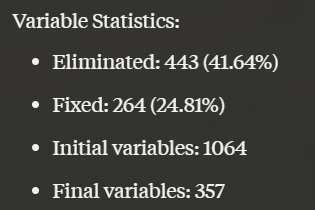 Variable Statistics:
• Eliminated: 443 (41.64%)
• Fixed: 264 (24.81%)
• Initial variables: 1064
• Final variables: 357